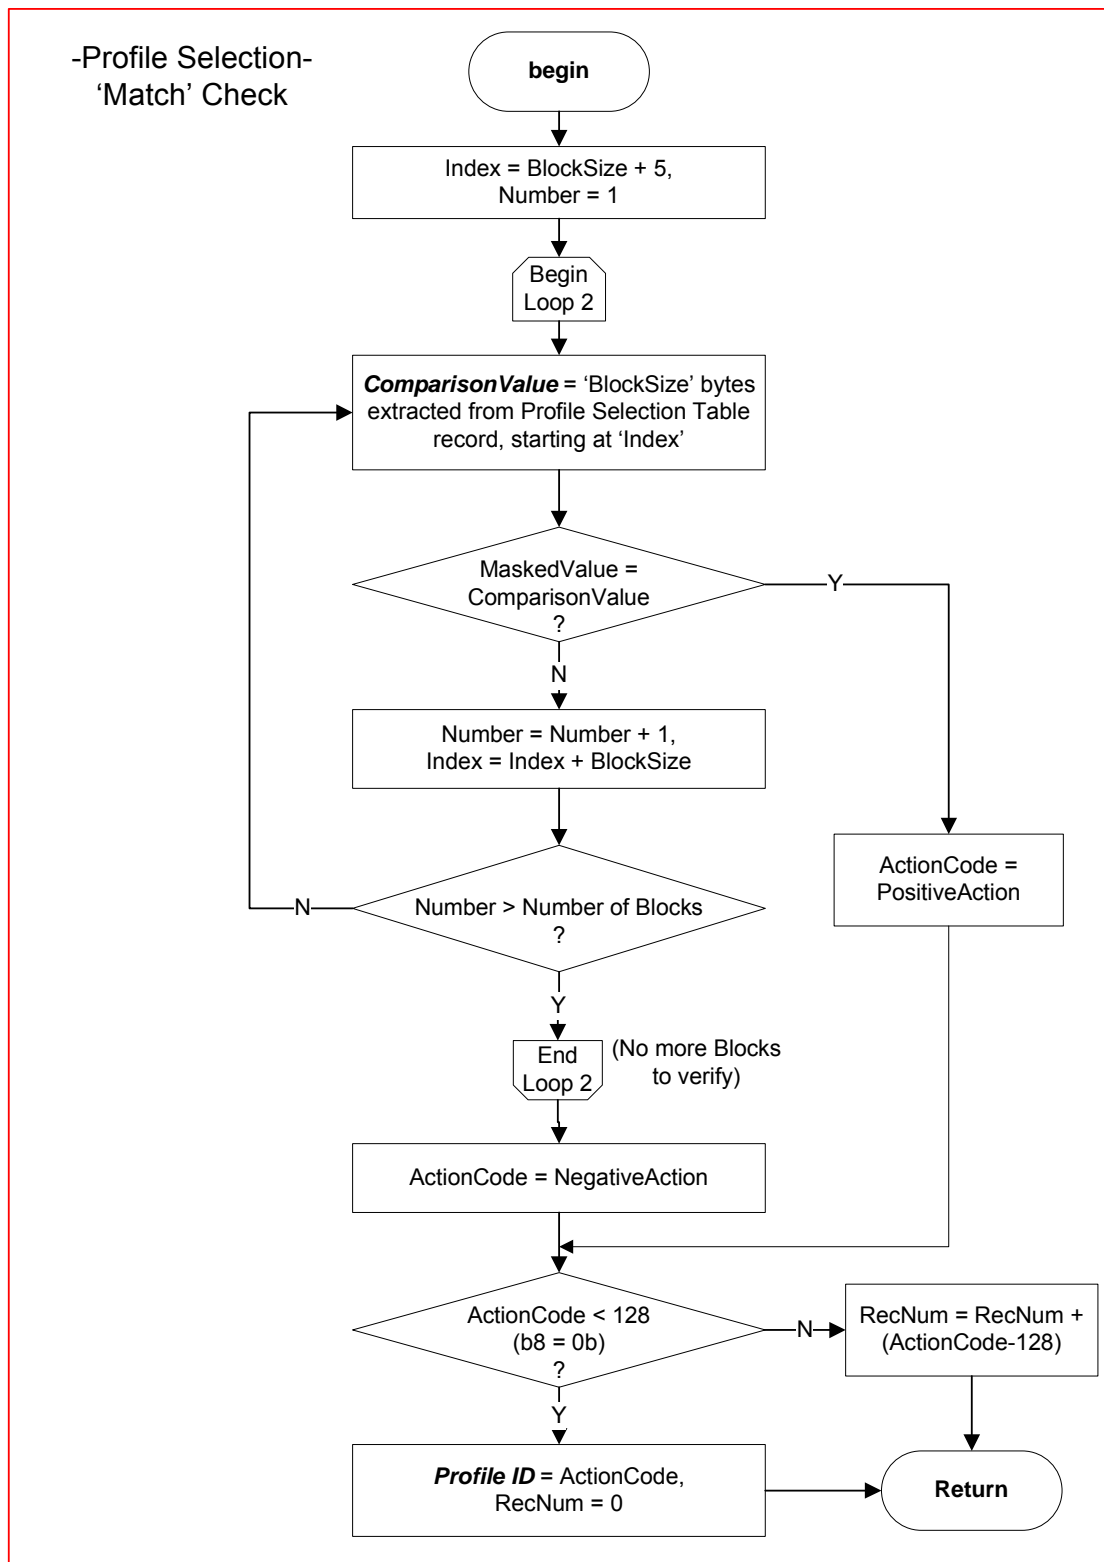 -Profile Selection-
‘Match’ Check
begin
Index = BlockSize + 5,
Number = 1
Begin
Loop 2
ComparisonValue = ‘BlockSize’ bytes
extracted from Profile Selection Table
record, starting at ‘Index’
MaskedValue =
ComparisonValue
?
Y
N
Number = Number + 1,
Index = Index + BlockSize
ActionCode =
PositiveAction
Number > Number of Blocks
?
N
Y
End
Loop 2
(No more Blocks
to verify)
ActionCode = NegativeAction
ActionCode < 128
(b8 = 0b)
?
N
RecNum = RecNum +
(ActionCode-128)
Y
Profile ID = ActionCode,
RecNum = 0
Return